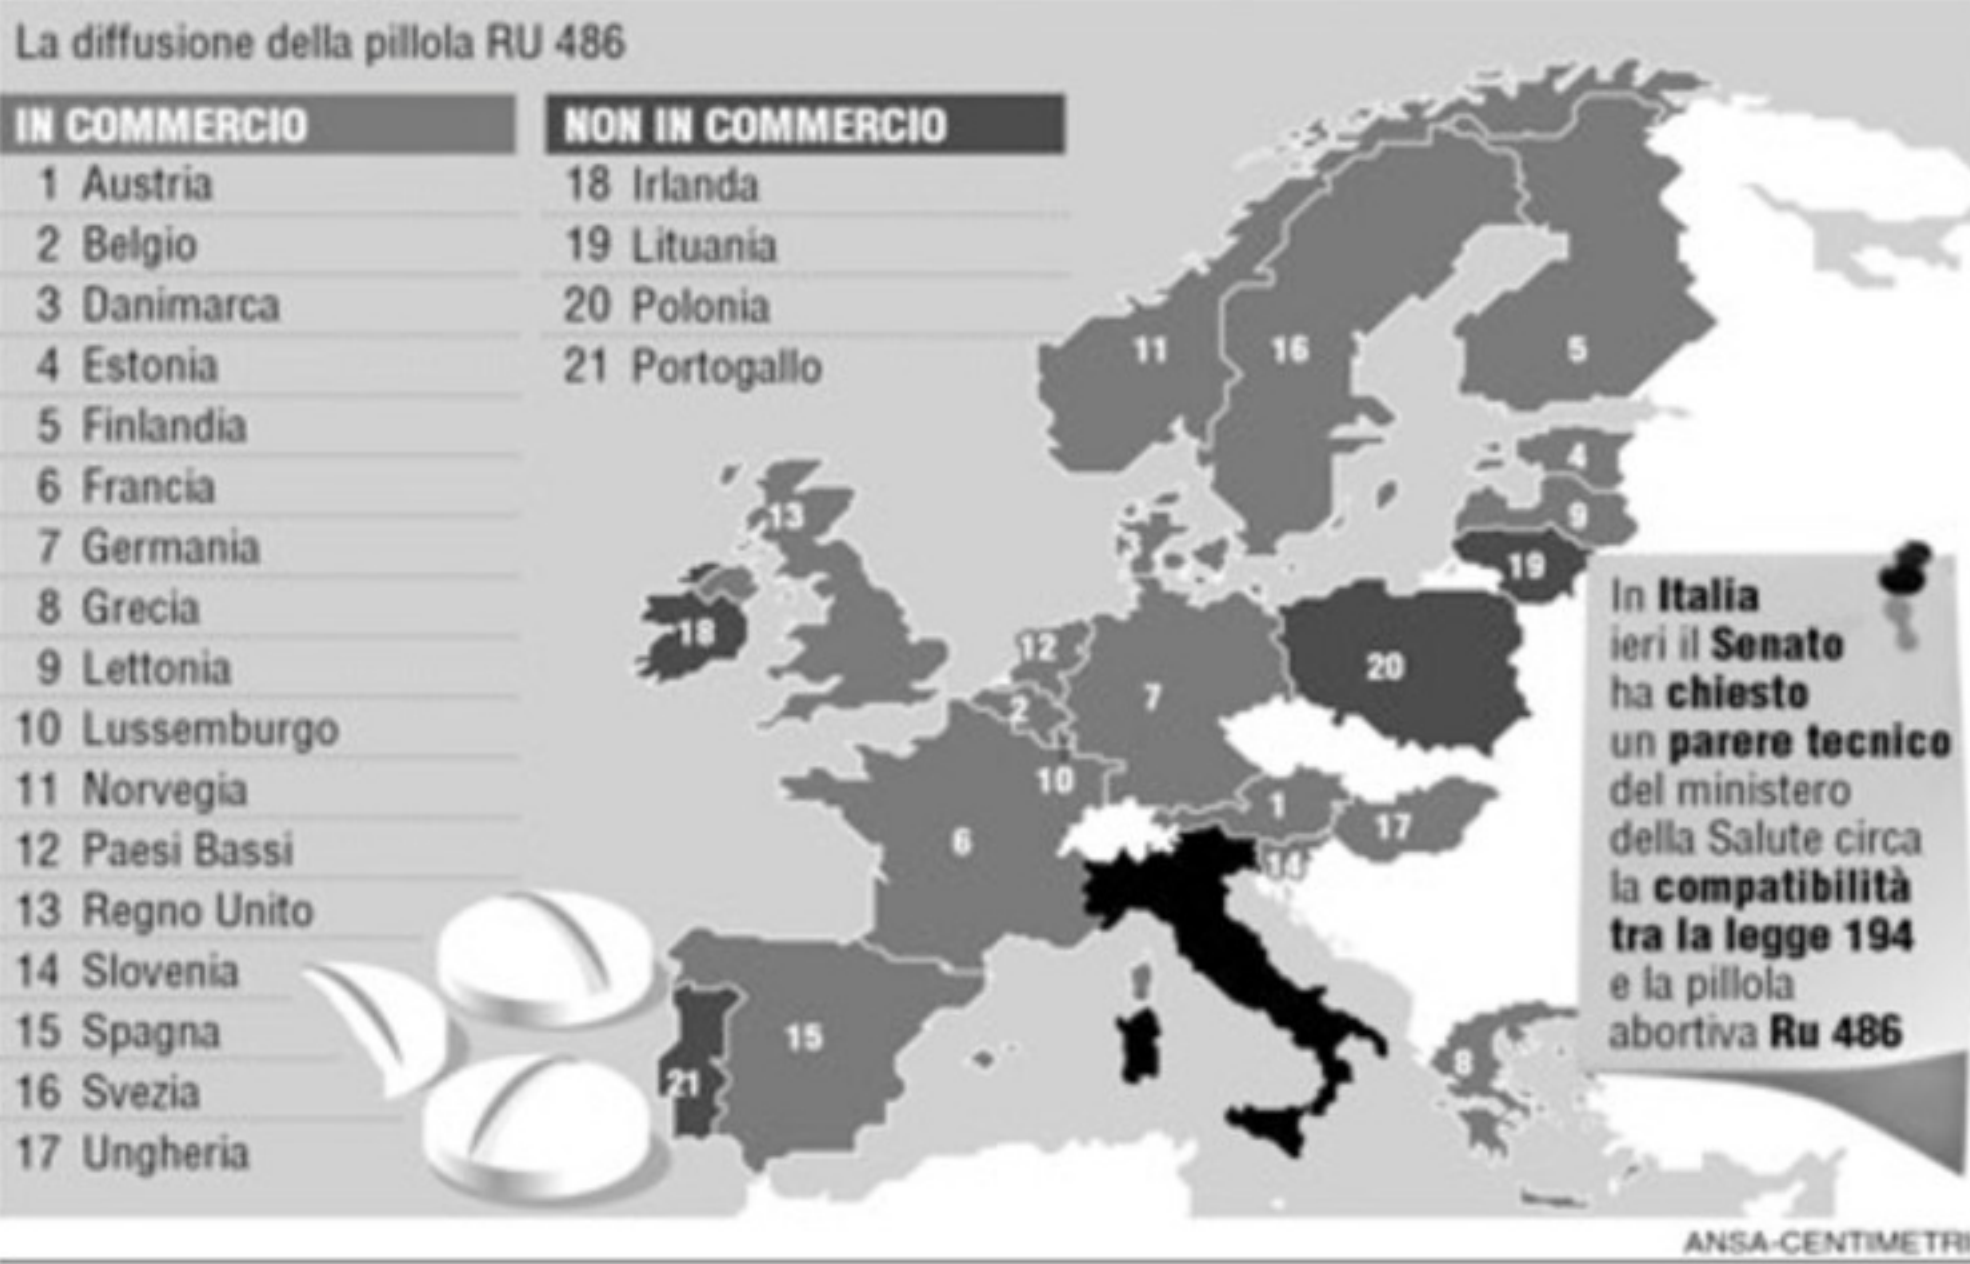 La diffusione della pillola RU 486
IN COMMERCIO
1 Austria
2 Belgio
3 Danimarca
4 Estonia
5 Finlandia
6 Francia
7 Germania
8 Grecia
9 Lettonia
10 Lussemburgo
11 Norvegia
12 Paesi Bassi
13 Regno Unito
14 Slovenia
15 Spagna
16 Svezia
17 Ungheria
NON IN COMMERCIO
18 Irlanda
19 Lituania
20 Polonia
21 Portogallo
11
16
5
4
9
19
13
3
18
12
20
7
2
10
1
17
6
14
15
21
8
In Italia
ieri il Senato
ha chiesto
un parere tecnico
del ministero
della Salute circa
la compatibilità
tra la legge 194
e la pillola
abortiva Ru 486
ANSA-CENTIMETRI